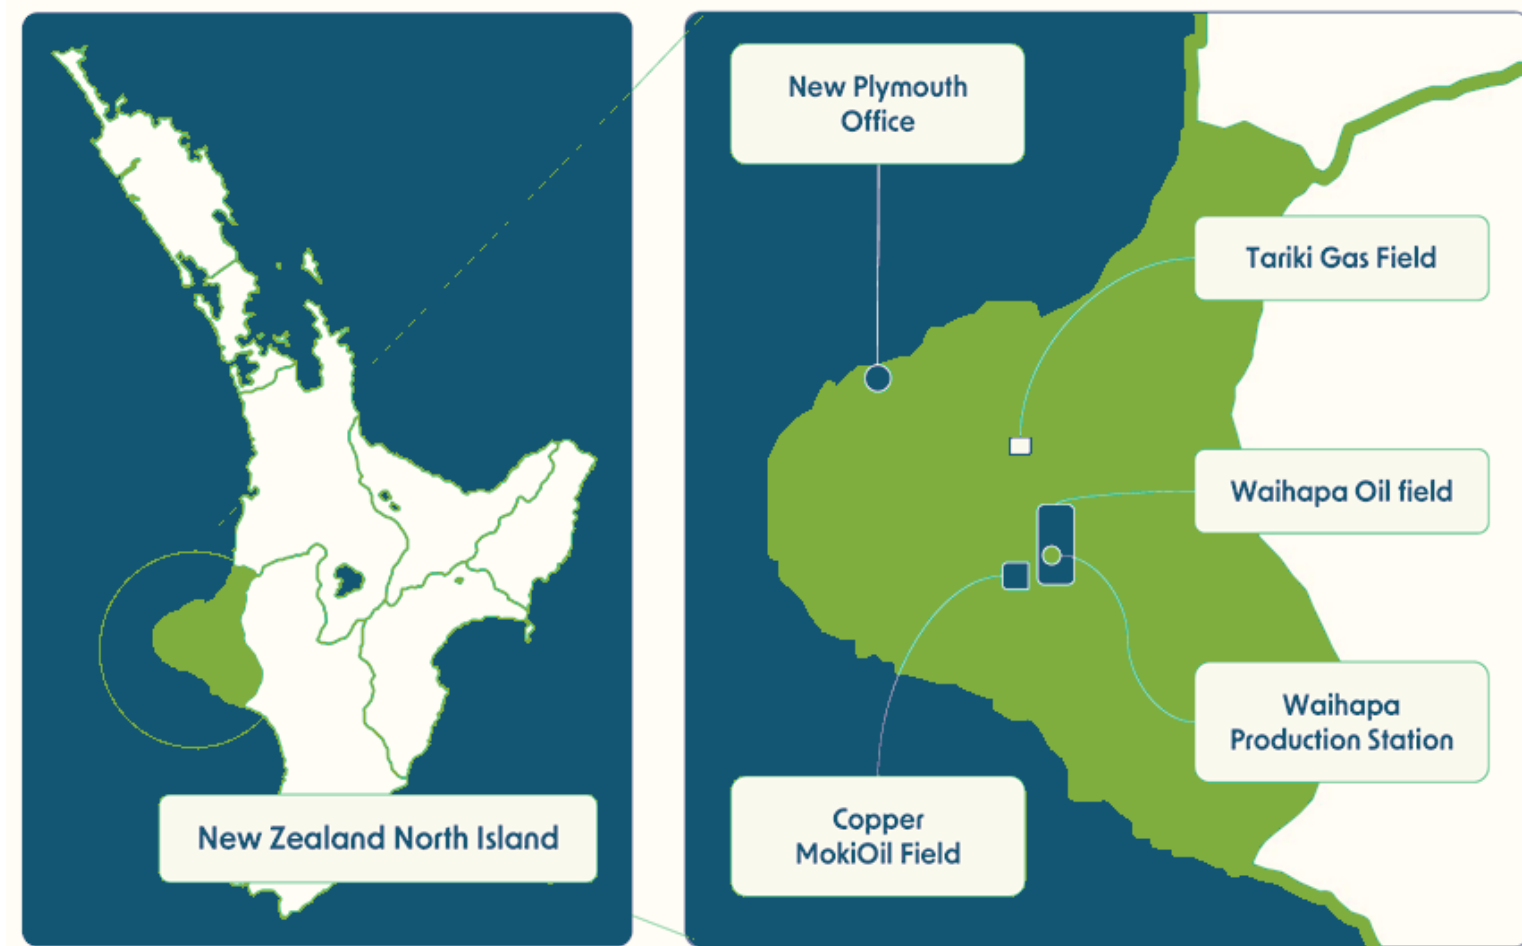 New Plymouth
Office
Tariki Gas Field
Waihapa Oil field
Waihapa
Production Station
Copper
MokiOil Field
New Zealand North Island